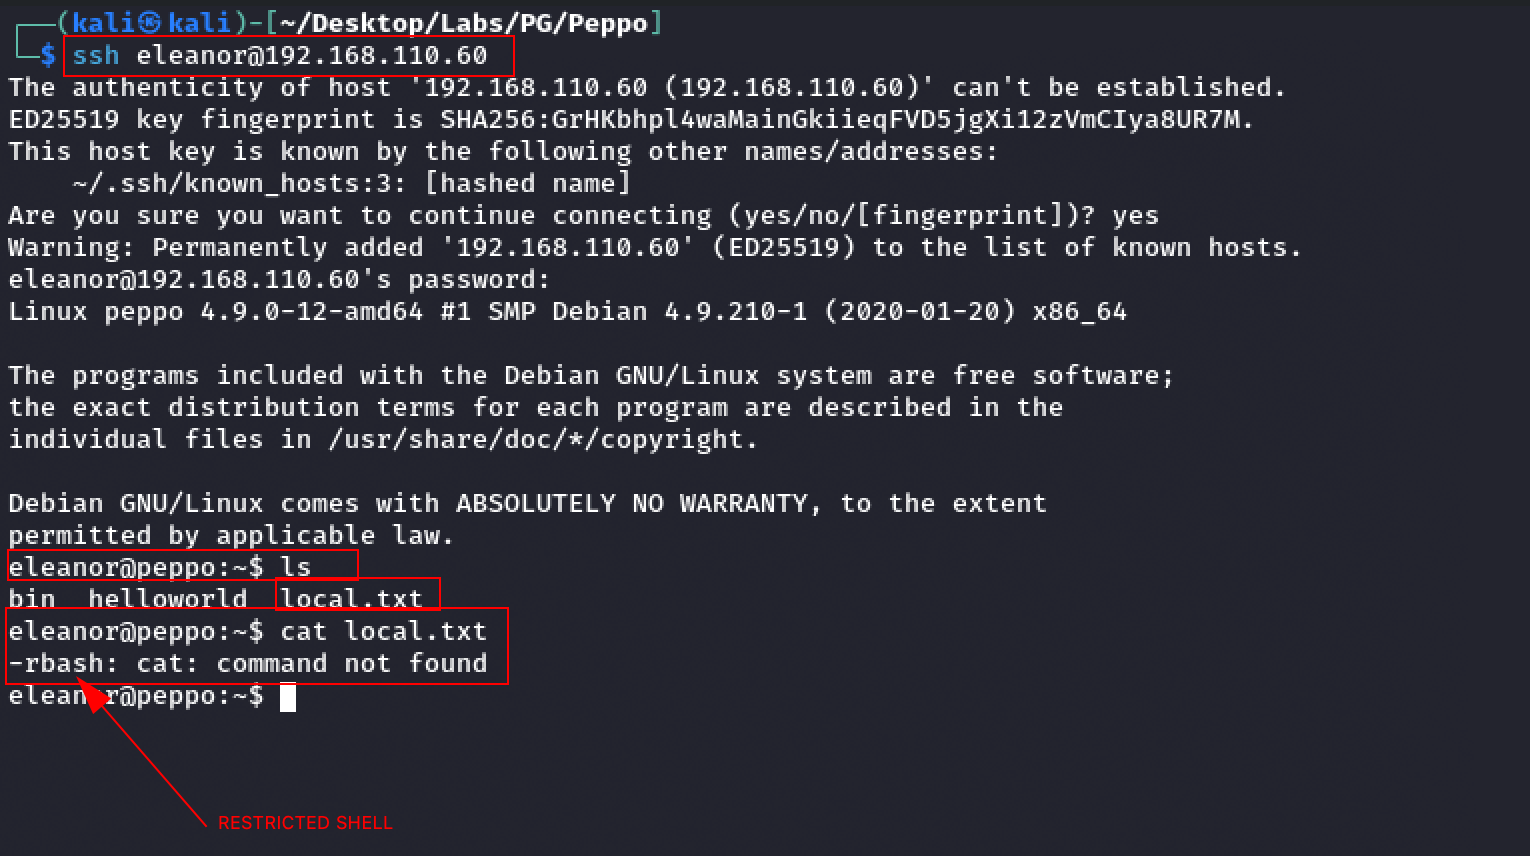 (kali㉿kali)-[~/Desktop/Labs/PG/Peppo]
$ ssh eleanor@192.168.110.60
The authenticity of host '192.168.110.60 (192.168.110.60)' can't be established.
ED25519 key fingerprint is SHA256:GrHKbhpl4waMainGkiieqFVD5jgXi12zVmCIya8UR7M.
This host key is known by the following other names/addresses:
    ~/.ssh/known_hosts:3: [hashed name]
Are you sure you want to continue connecting (yes/no/[fingerprint])? yes
Warning: Permanently added '192.168.110.60' (ED25519) to the list of known hosts.
eleanor@192.168.110.60's password:
Linux peppo 4.9.0-12-amd64 #1 SMP Debian 4.9.210-1 (2020-01-20) x86_64
The programs included with the Debian GNU/Linux system are free software;
the exact distribution terms for each program are described in the
individual files in /usr/share/doc/*/copyright.
Debian GNU/Linux comes with ABSOLUTELY NO WARRANTY, to the extent
permitted by applicable law.
eleanor@peppo:~$ ls
bin  helloworld  local.txt
eleanor@peppo:~$ cat local.txt
-rbash: cat: command not found
eleanor@peppo:~$
RESTRICTED SHELL